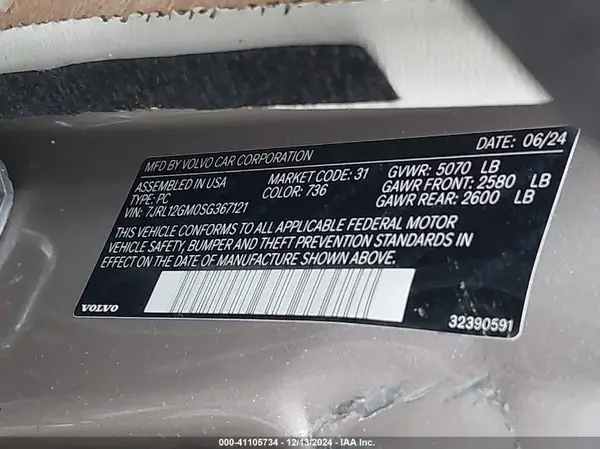 DATE: 06/24
MFD BY VOLVO CAR CORPORATION
ASSEMBLED IN USA MARKET CODE: 31 GVWR: 5070 LB
TYPE: PC COLOR: 736 GAWR FRONT: 2580 LB
VIN: 7JRL12GM0SG367121 GAWR REAR: 2600 LB
THIS VEHICLE CONFORMS TO ALL APPLICABLE FEDERAL MOTOR
VEHICLE SAFETY, BUMPER AND THEFT PREVENTION STANDARDS IN
EFFECT ON THE DATE OF MANUFACTURE SHOWN ABOVE.
VOLVO 32390591
000-41105734 - 12/13/2024 - IAA Inc.